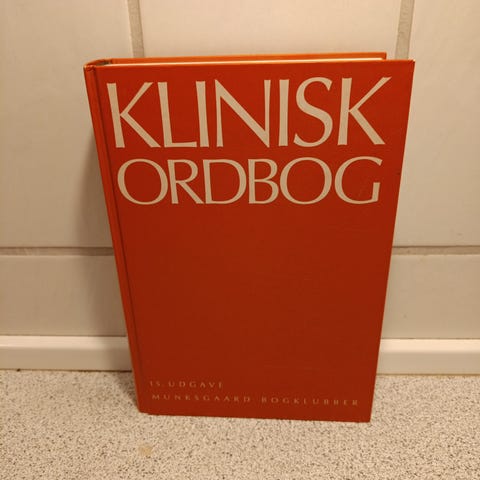 KLINISK
ORDBOG
15. UDGAVE
MUNKSGAARD BOGKLUBBER